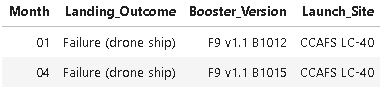 Month Landing_Outcome Booster_Version Launch_Site
01 Failure (drone ship) F9 v1.1 B1012 CCAFS LC-40
04 Failure (drone ship) F9 v1.1 B1015 CCAFS LC-40